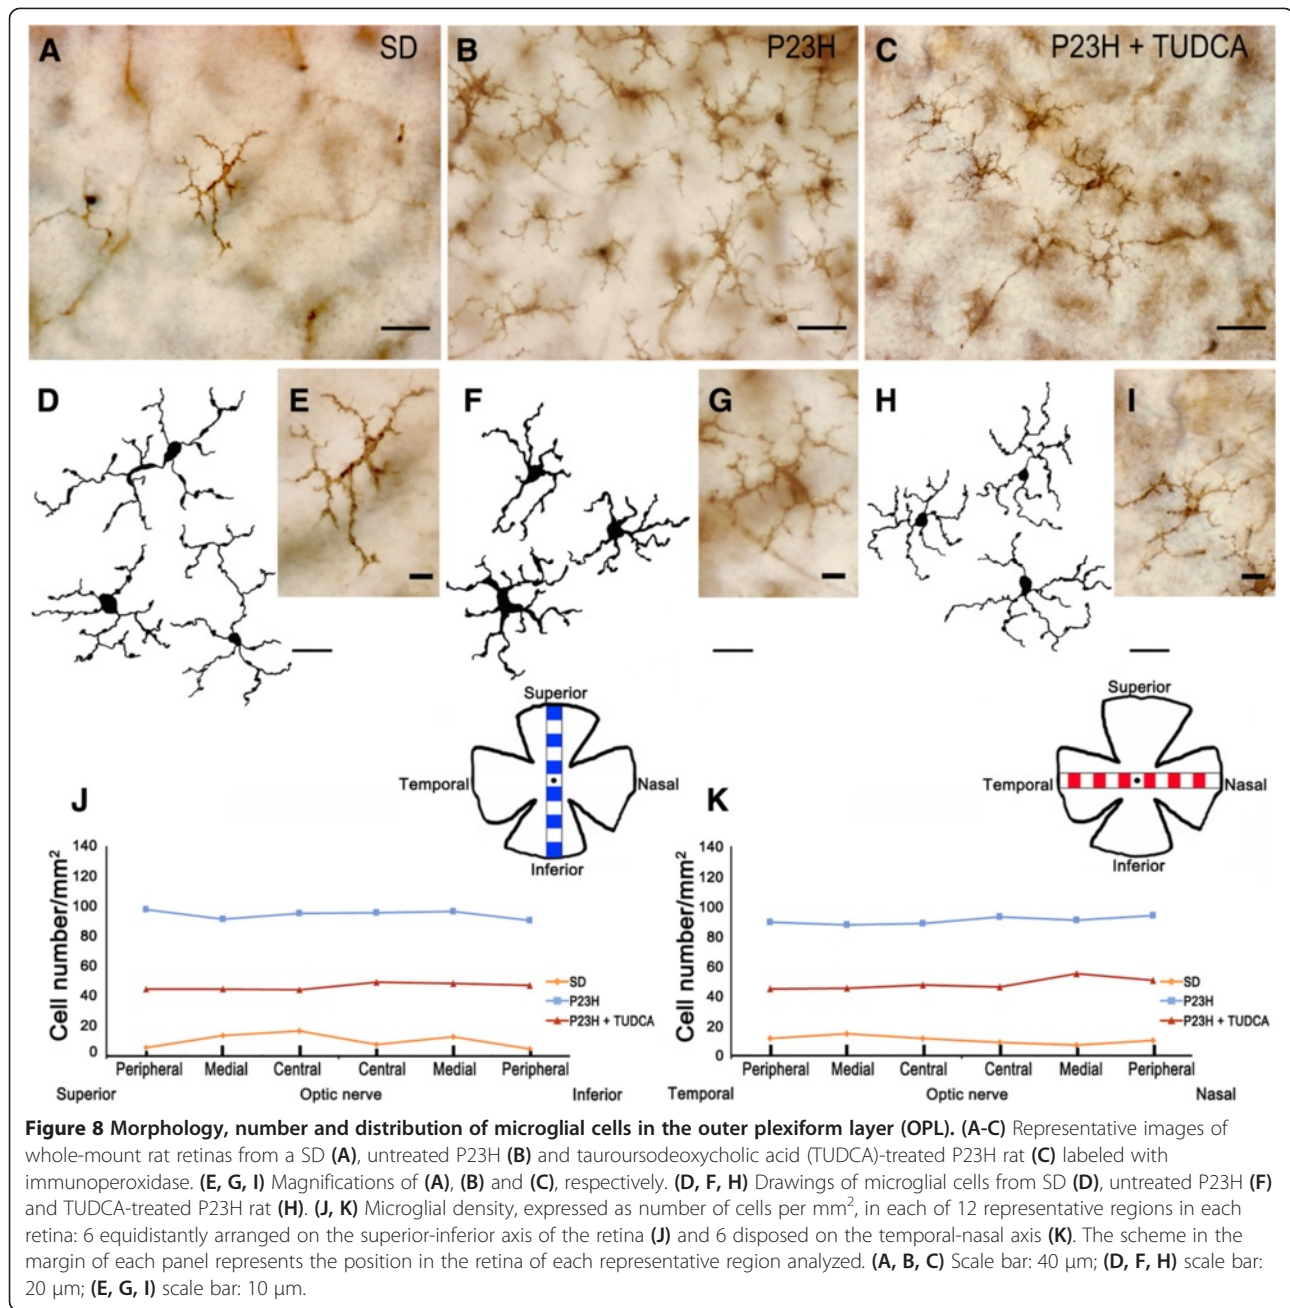 A
SD
B
P23H
C
P23H + TUDCA
D
E
F
G
H
I
Superior
Temporal
Nasal
Inferior
Superior
Temporal
Nasal
Inferior
J
Cell number/mm²
140
120
100
80
60
40
20
0
SD
P23H
P23H + TUDCA
Peripheral Medial Central Central Medial Peripheral
Superior Optic nerve Inferior
K
Cell number/mm²
140
120
100
80
60
40
20
0
SD
P23H
P23H + TUDCA
Peripheral Medial Central Central Medial Peripheral
Temporal Optic nerve Nasal
Figure 8 Morphology, number and distribution of microglial cells in the outer plexiform layer (OPL). (A-C) Representative images of
whole-mount rat retinas from a SD (A), untreated P23H (B) and tauroursodeoxycholic acid (TUDCA)-treated P23H rat (C) labeled with
immunoperoxidase. (E, G, I) Magnifications of (A), (B) and (C), respectively. (D, F, H) Drawings of microglial cells from SD (D), untreated P23H (F)
and TUDCA-treated P23H rat (H). (J, K) Microglial density, expressed as number of cells per mm², in each of 12 representative regions in each
retina: 6 equidistantly arranged on the superior-inferior axis of the retina (J) and 6 disposed on the temporal-nasal axis (K). The scheme in the
margin of each panel represents the position in the retina of each representative region analyzed. (A, B, C) Scale bar: 40 μm; (D, F, H) scale bar:
20 μm; (E, G, I) scale bar: 10 μm.